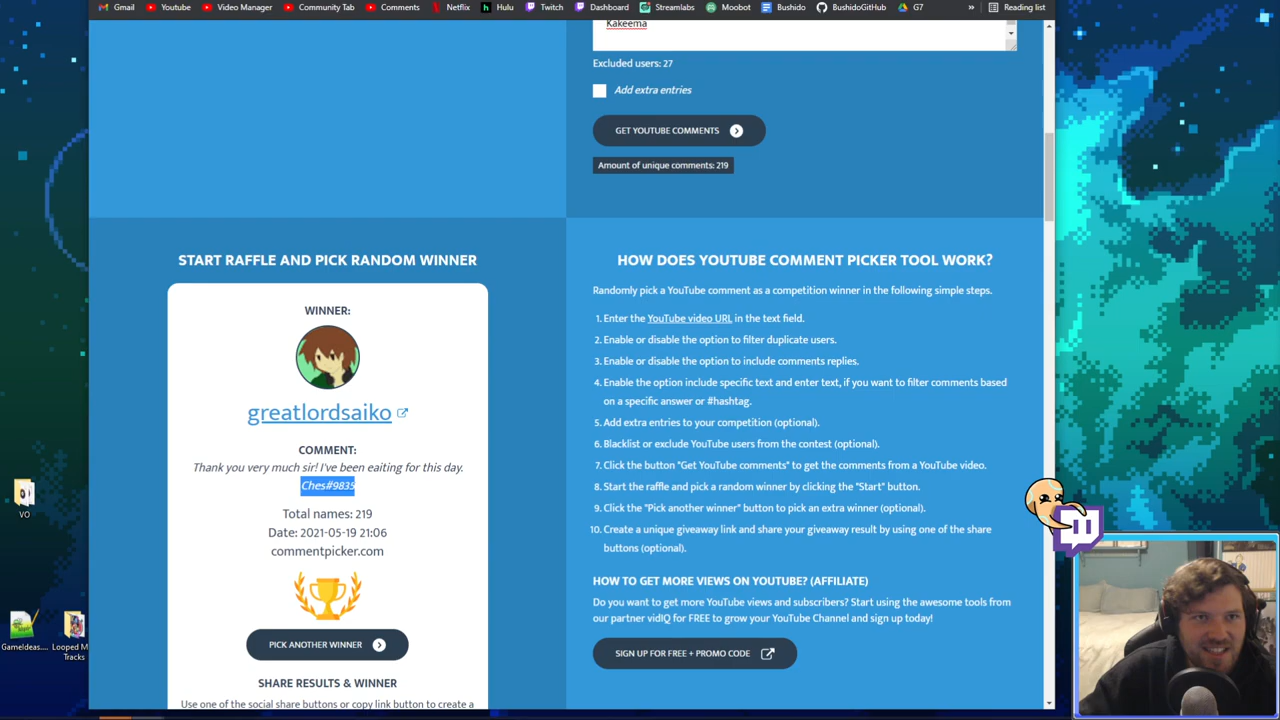 Gmail Youtube Video Manager Community Tab Comments Netflix Hulu Twitch Dashboard Streamlabs Moobot Bushido BushidoGitHub G7 » Reading list
Kakeema
Excluded users: 27
Add extra entries
GET YOUTUBE COMMENTS
Amount of unique comments: 219
START RAFFLE AND PICK RANDOM WINNER
WINNER:
greatlordsaiko
COMMENT:
Thank you very much sir! I've been eaiting for this day.
Ches#9835
Total names: 219
Date: 2021-05-19 21:06
commentpicker.com
PICK ANOTHER WINNER
SHARE RESULTS & WINNER
Use one of the social share buttons or copy link button to create a
HOW DOES YOUTUBE COMMENT PICKER TOOL WORK?
Randomly pick a YouTube comment as a competition winner in the following simple steps.
1. Enter the YouTube video URL in the text field.
2. Enable or disable the option to filter duplicate users.
3. Enable or disable the option to include comments replies.
4. Enable the option include specific text and enter text, if you want to filter comments based
on a specific answer or #hashtag.
5. Add extra entries to your competition (optional).
6. Blacklist or exclude YouTube users from the contest (optional).
7. Click the button "Get YouTube comments" to get the comments from a YouTube video.
8. Start the raffle and pick a random winner by clicking the "Start" button.
9. Click the "Pick another winner" button to pick an extra winner (optional).
10. Create a unique giveaway link and share your giveaway result by using one of the share
buttons (optional).
HOW TO GET MORE VIEWS ON YOUTUBE? (AFFILIATE)
Do you want to get more YouTube views and subscribers? Start using the awesome tools from
our partner vidIQ for FREE to grow your YouTube Channel and sign up today!
SIGN UP FOR FREE + PROMO CODE
VO
GameIdeas.... Looped M...
Tracks